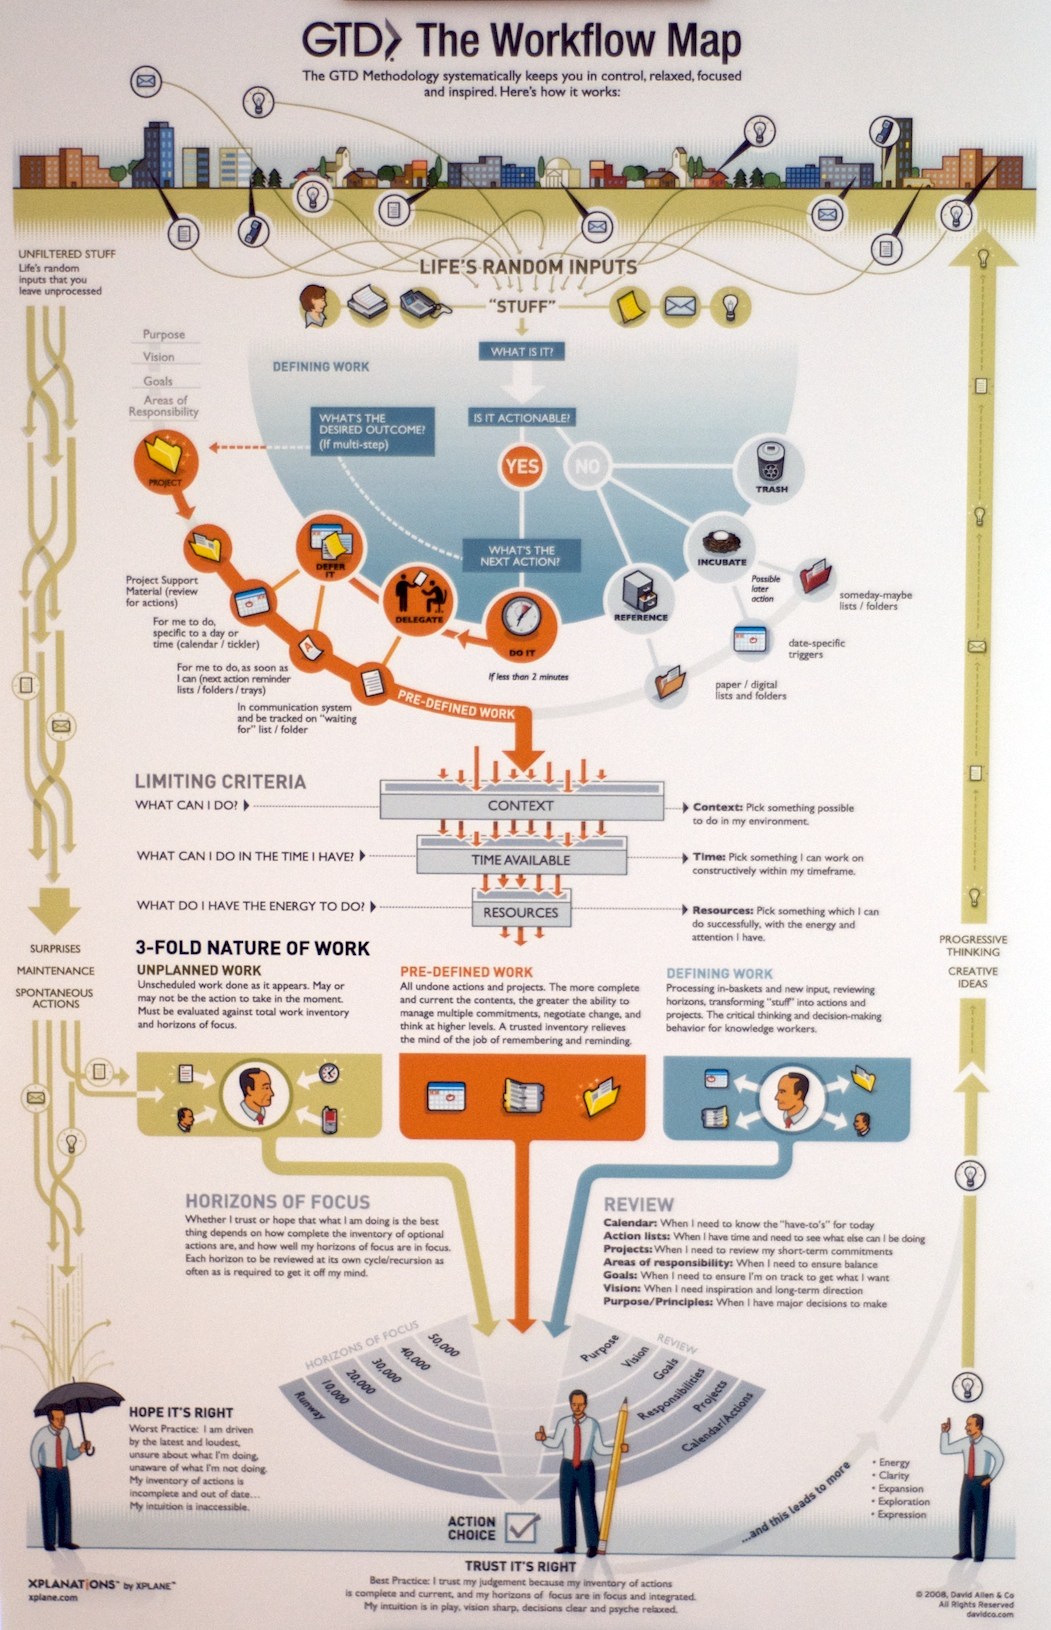 GTD The Workflow Map
The GTD Methodology systematically keeps you in control, relaxed, focused
and inspired. Here's how it works:
UNFILTERED STUFF
Life's random
inputs that you
leave unprocessed
LIFE'S RANDOM INPUTS
"STUFF"
WHAT IS IT?
Purpose
Vision
Goals
Areas of
Responsibility
DEFINING WORK
WHAT'S THE
DESIRED OUTCOME?
(If multi-step)
IS IT ACTIONABLE?
YES
NO
TRASH
PROJECT
DEFER
IT
DELEGATE
WHAT'S THE
NEXT ACTION?
DO IT
If less than 2 minutes
REFERENCE
INCUBATE
Possible
later
action
someday-maybe
lists / folders
date-specific
triggers
paper / digital
lists and folders
Project Support
Material (review
for actions)
For me to do,
specific to a day or
time (calendar / tickler)
For me to do, as soon as
I can (next action reminder
lists / folders / trays)
In communication system
and be tracked on "waiting
for" list / folder
PRE-DEFINED WORK
LIMITING CRITERIA
WHAT CAN I DO?
CONTEXT
Context: Pick something possible
to do in my environment.
WHAT CAN I DO IN THE TIME I HAVE?
TIME AVAILABLE
Time: Pick something I can work on
constructively within my timeframe.
WHAT DO I HAVE THE ENERGY TO DO?
RESOURCES
Resources: Pick something which I can
do successfully, with the energy and
attention I have.
SURPRISES
MAINTENANCE
SPONTANEOUS
ACTIONS
PROGRESSIVE
THINKING
CREATIVE
IDEAS
3-FOLD NATURE OF WORK
UNPLANNED WORK
Unscheduled work done as it appears. May or
may not be the action to take in the moment.
Must be evaluated against total work inventory
and horizons of focus.
PRE-DEFINED WORK
All undone actions and projects. The more complete
and current the contents, the greater the ability to
manage multiple commitments, negotiate change, and
think at higher levels. A trusted inventory relieves
the mind of the job of remembering and reminding.
DEFINING WORK
Processing in-baskets and new input, reviewing
horizons, transforming "stuff" into actions and
projects. The critical thinking and decision-making
behavior for knowledge workers.
HORIZONS OF FOCUS
Whether I trust or hope that what I am doing is the best
thing depends on how complete the inventory of optional
actions are, and how well my horizons of focus are in focus.
Each horizon to be reviewed at its own cycle/recursion as
often as is required to get it off my mind.
REVIEW
Calendar: When I need to know the "have-to's" for today
Action lists: When I have time and need to see what else can I be doing
Projects: When I need to review my short-term commitments
Areas of responsibility: When I need to ensure balance
Goals: When I need to ensure I'm on track to get what I want
Vision: When I need inspiration and long-term direction
Purpose/Principles: When I have major decisions to make
HORIZONS OF FOCUS
50,000
40,000
30,000
20,000
10,000
Runway
REVIEW
Purpose
Vision
Goals
Responsibilities
Projects
Calendar/Actions
HOPE IT'S RIGHT
Worst Practice: I am driven
by the latest and loudest,
unsure about what I'm doing,
unaware of what I'm not doing.
My inventory of actions is
incomplete and out of date...
My intuition is inaccessible.
ACTION
CHOICE
...and this leads to more
• Energy
• Clarity
• Expansion
• Exploration
• Expression
TRUST IT'S RIGHT
Best Practice: I trust my judgement because my inventory of actions
is complete and current, and my horizons of focus are in focus and integrated.
My intuition is in play, vision sharp, decisions clear and psyche relaxed.
XPLANATiONS™ by XPLANE™
xplane.com
© 2008, David Allen & Co
All Rights Reserved
davidco.com